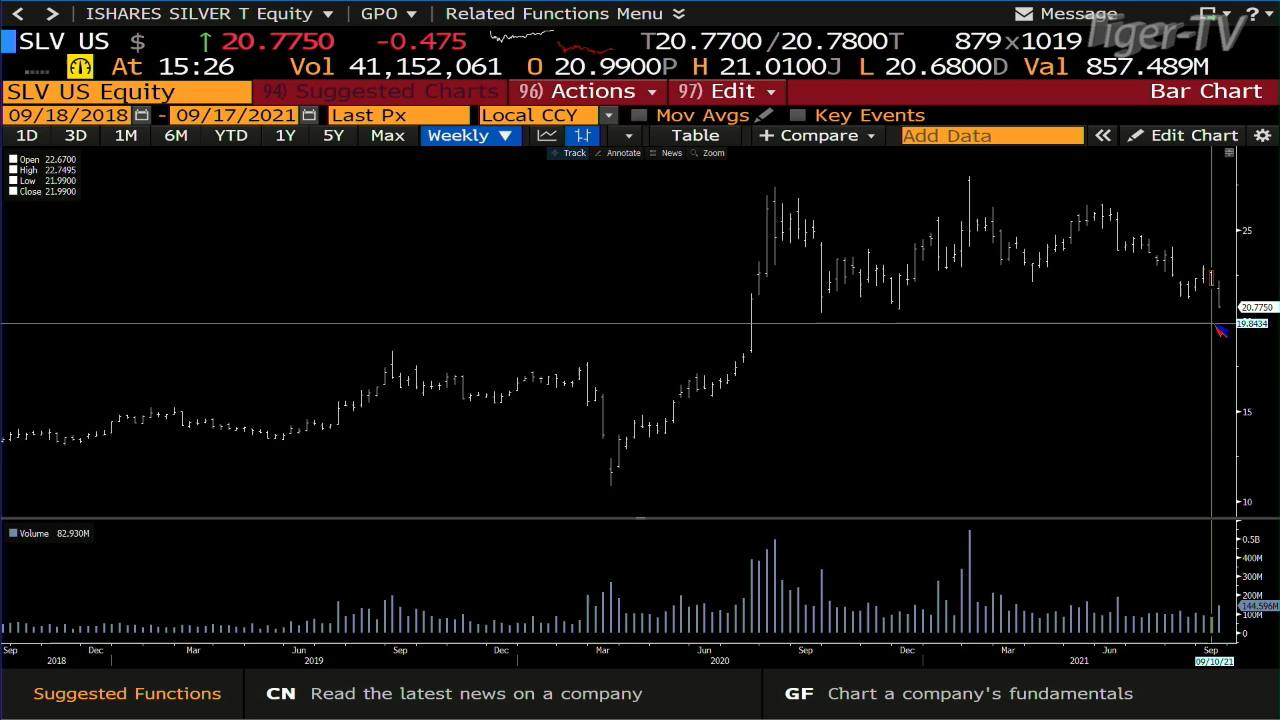 < > ISHARES SILVER T Equity ▼ | GPO ▼ | Related Functions Menu Message ? ▼
Tiger-TV
SLV US $ ↑ 20.7750 -0.475 T20.7700/20.7800T 879x1019
At 15:26 Vol 41,152,061 O 20.9900P H 21.0100J L 20.6800D Val 857.489M
SLV US Equity 94) Suggested Charts 96) Actions ▼ 97) Edit ▼ Bar Chart
09/18/2018 - 09/17/2021 Last Px Local CCY Mov Avgs Key Events
1D 3D 1M 6M YTD 1Y 5Y Max Weekly ▼ Table + Compare Add Data « Edit Chart
Track Annotate News Zoom
Open 22.6700
High 22.7495
Low 21.9900
Close 21.9900
25
20.7750
19.8434
15
10
Volume 82.930M
0.5B
400M
300M
200M
144.596M
100M
0
Sep Dec Mar Jun Sep Dec Mar Jun Sep Dec Mar Jun Sep
2018 2019 2020 2021 09/10/21
Suggested Functions CN Read the latest news on a company GF Chart a company's fundamentals